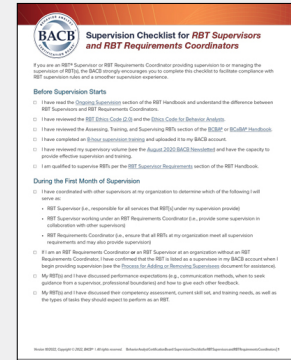 BACB
Supervision Checklist for RBT Supervisors
and RBT Requirements Coordinators
If you are an RBT® Supervisor or RBT Requirements Coordinator providing supervision to or managing the
supervision of RBT(s), the BACB strongly encourages you to complete this checklist to facilitate compliance with
RBT supervision rules and a smoother supervision experience.
Before Supervision Starts
I have read the Ongoing Supervision section of the RBT Handbook and understand the difference between
RBT Supervisors and RBT Requirements Coordinators.
I have reviewed the RBT Ethics Code (2.0) and the Ethics Code for Behavior Analysts.
I have reviewed the Assessing, Training, and Supervising RBTs section of the BCBA® or BCaBA® Handbook.
I have completed an 8-hour supervision training and uploaded it to my BACB account.
I have reviewed my supervisory volume (see the August 2020 BACB Newsletter) and have the capacity to
provide effective supervision and training.
I am qualified to supervise RBTs per the RBT Supervisor Requirements section of the RBT Handbook.
During the First Month of Supervision
I have coordinated with other supervisors at my organization to determine which of the following I will
serve as:
• RBT Supervisor (i.e., responsible for all services that RBT(s) under my supervision provide)
• RBT Supervisor working under an RBT Requirements Coordinator (i.e., provide some supervision in
collaboration with other supervisors)
• RBT Requirements Coordinator (i.e., ensure that all RBTs at my organization meet all supervision
requirements and may also provide supervision)
If I am an RBT Requirements Coordinator or an RBT Supervisor at an organization without an RBT
Requirements Coordinator, I have confirmed that the RBT is listed as a supervisee in my BACB account when I
begin providing supervision (see the Process for Adding or Removing Supervisees document for assistance).
My RBT(s) and I have discussed performance expectations (e.g., communication methods, when to seek
guidance from a supervisor, professional boundaries) and how to give each other feedback.
My RBT(s) and I have discussed their competency assessment, current skill set, and training needs, as well as
the types of tasks they should expect to perform as an RBT.